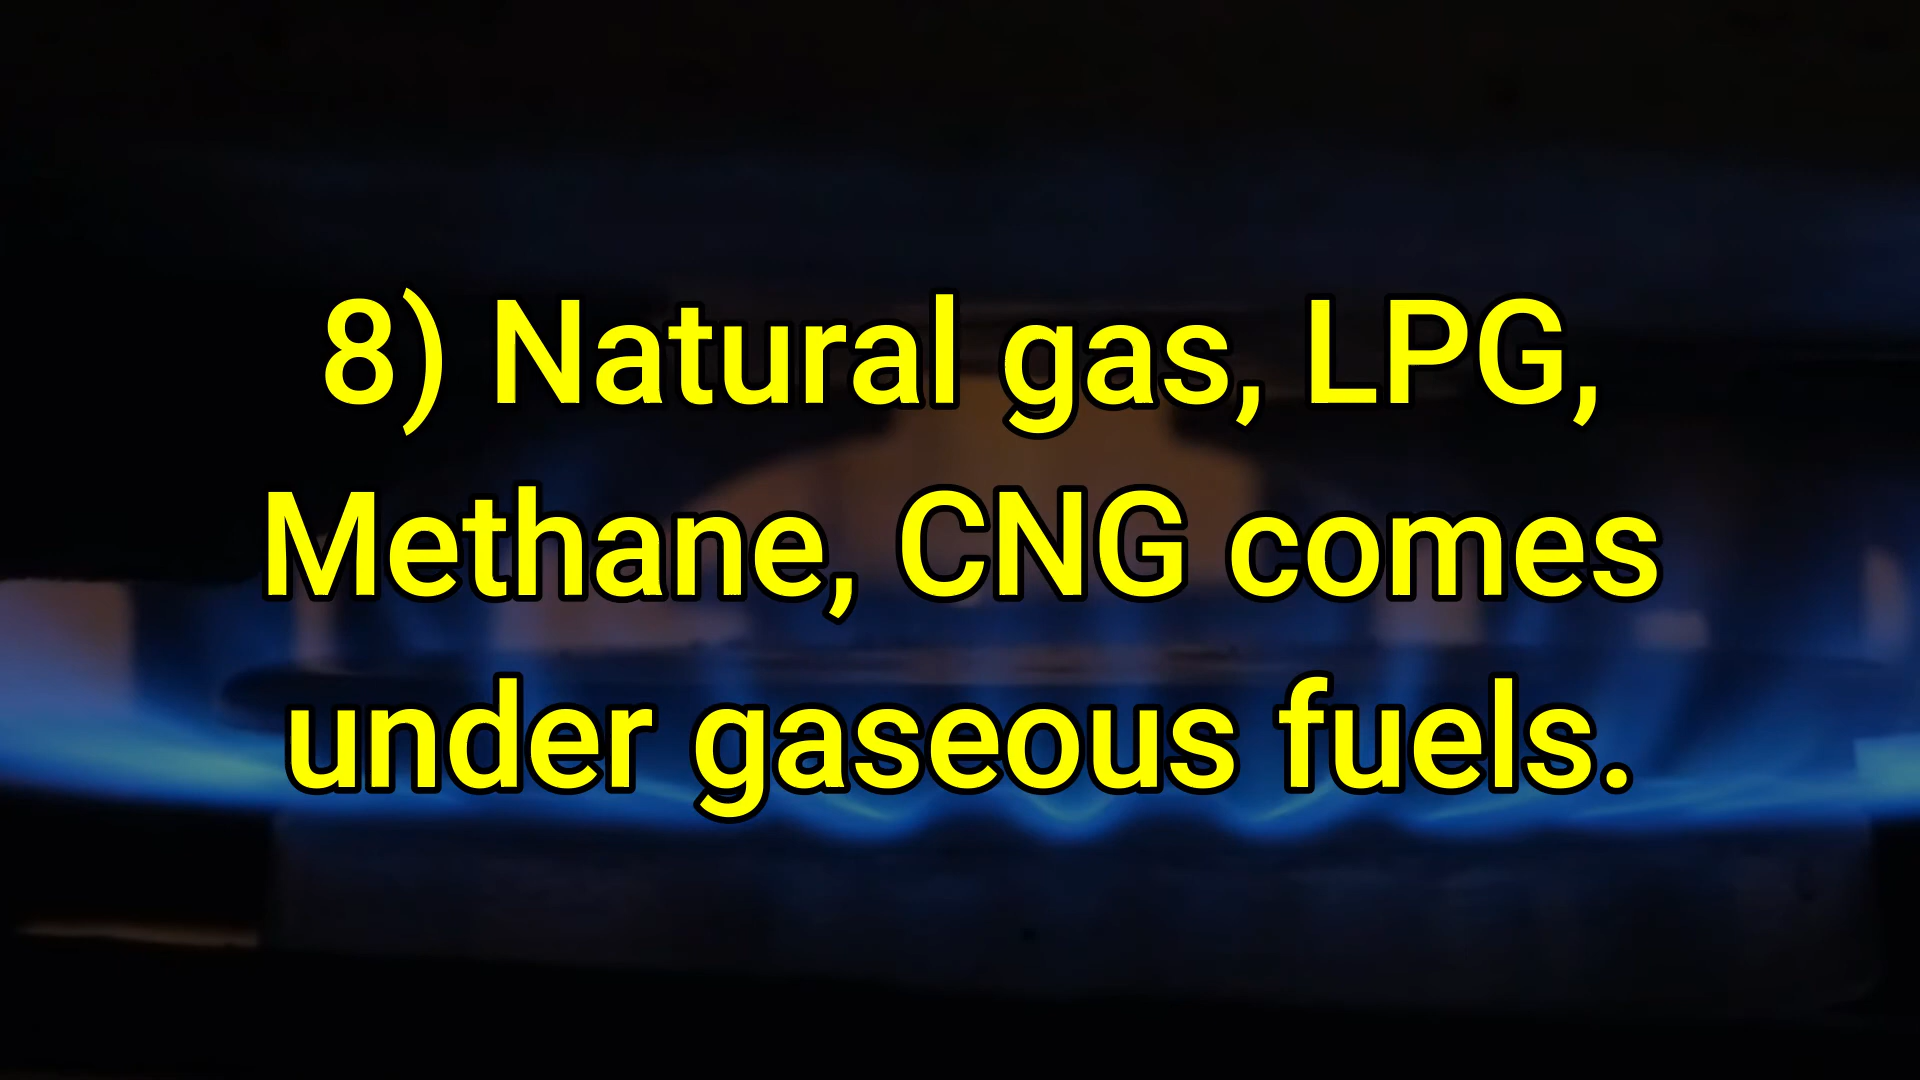 8) Natural gas, LPG,
Methane, CNG comes
under gaseous fuels.